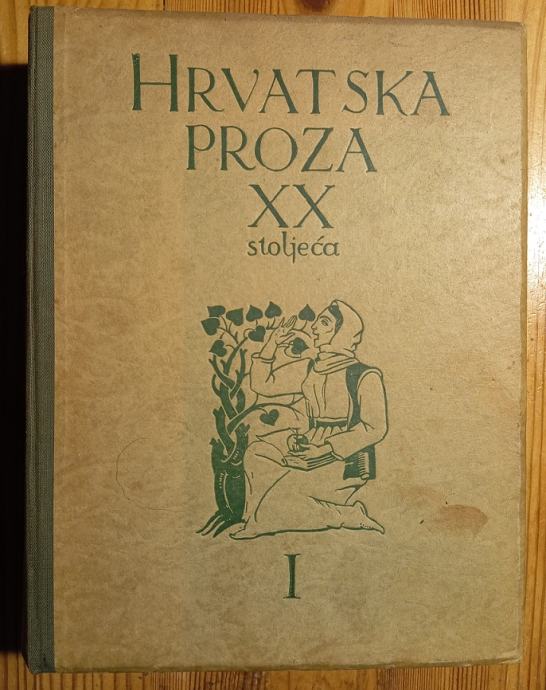 HRVATSKA
PROZA
XX
stoljeća
I